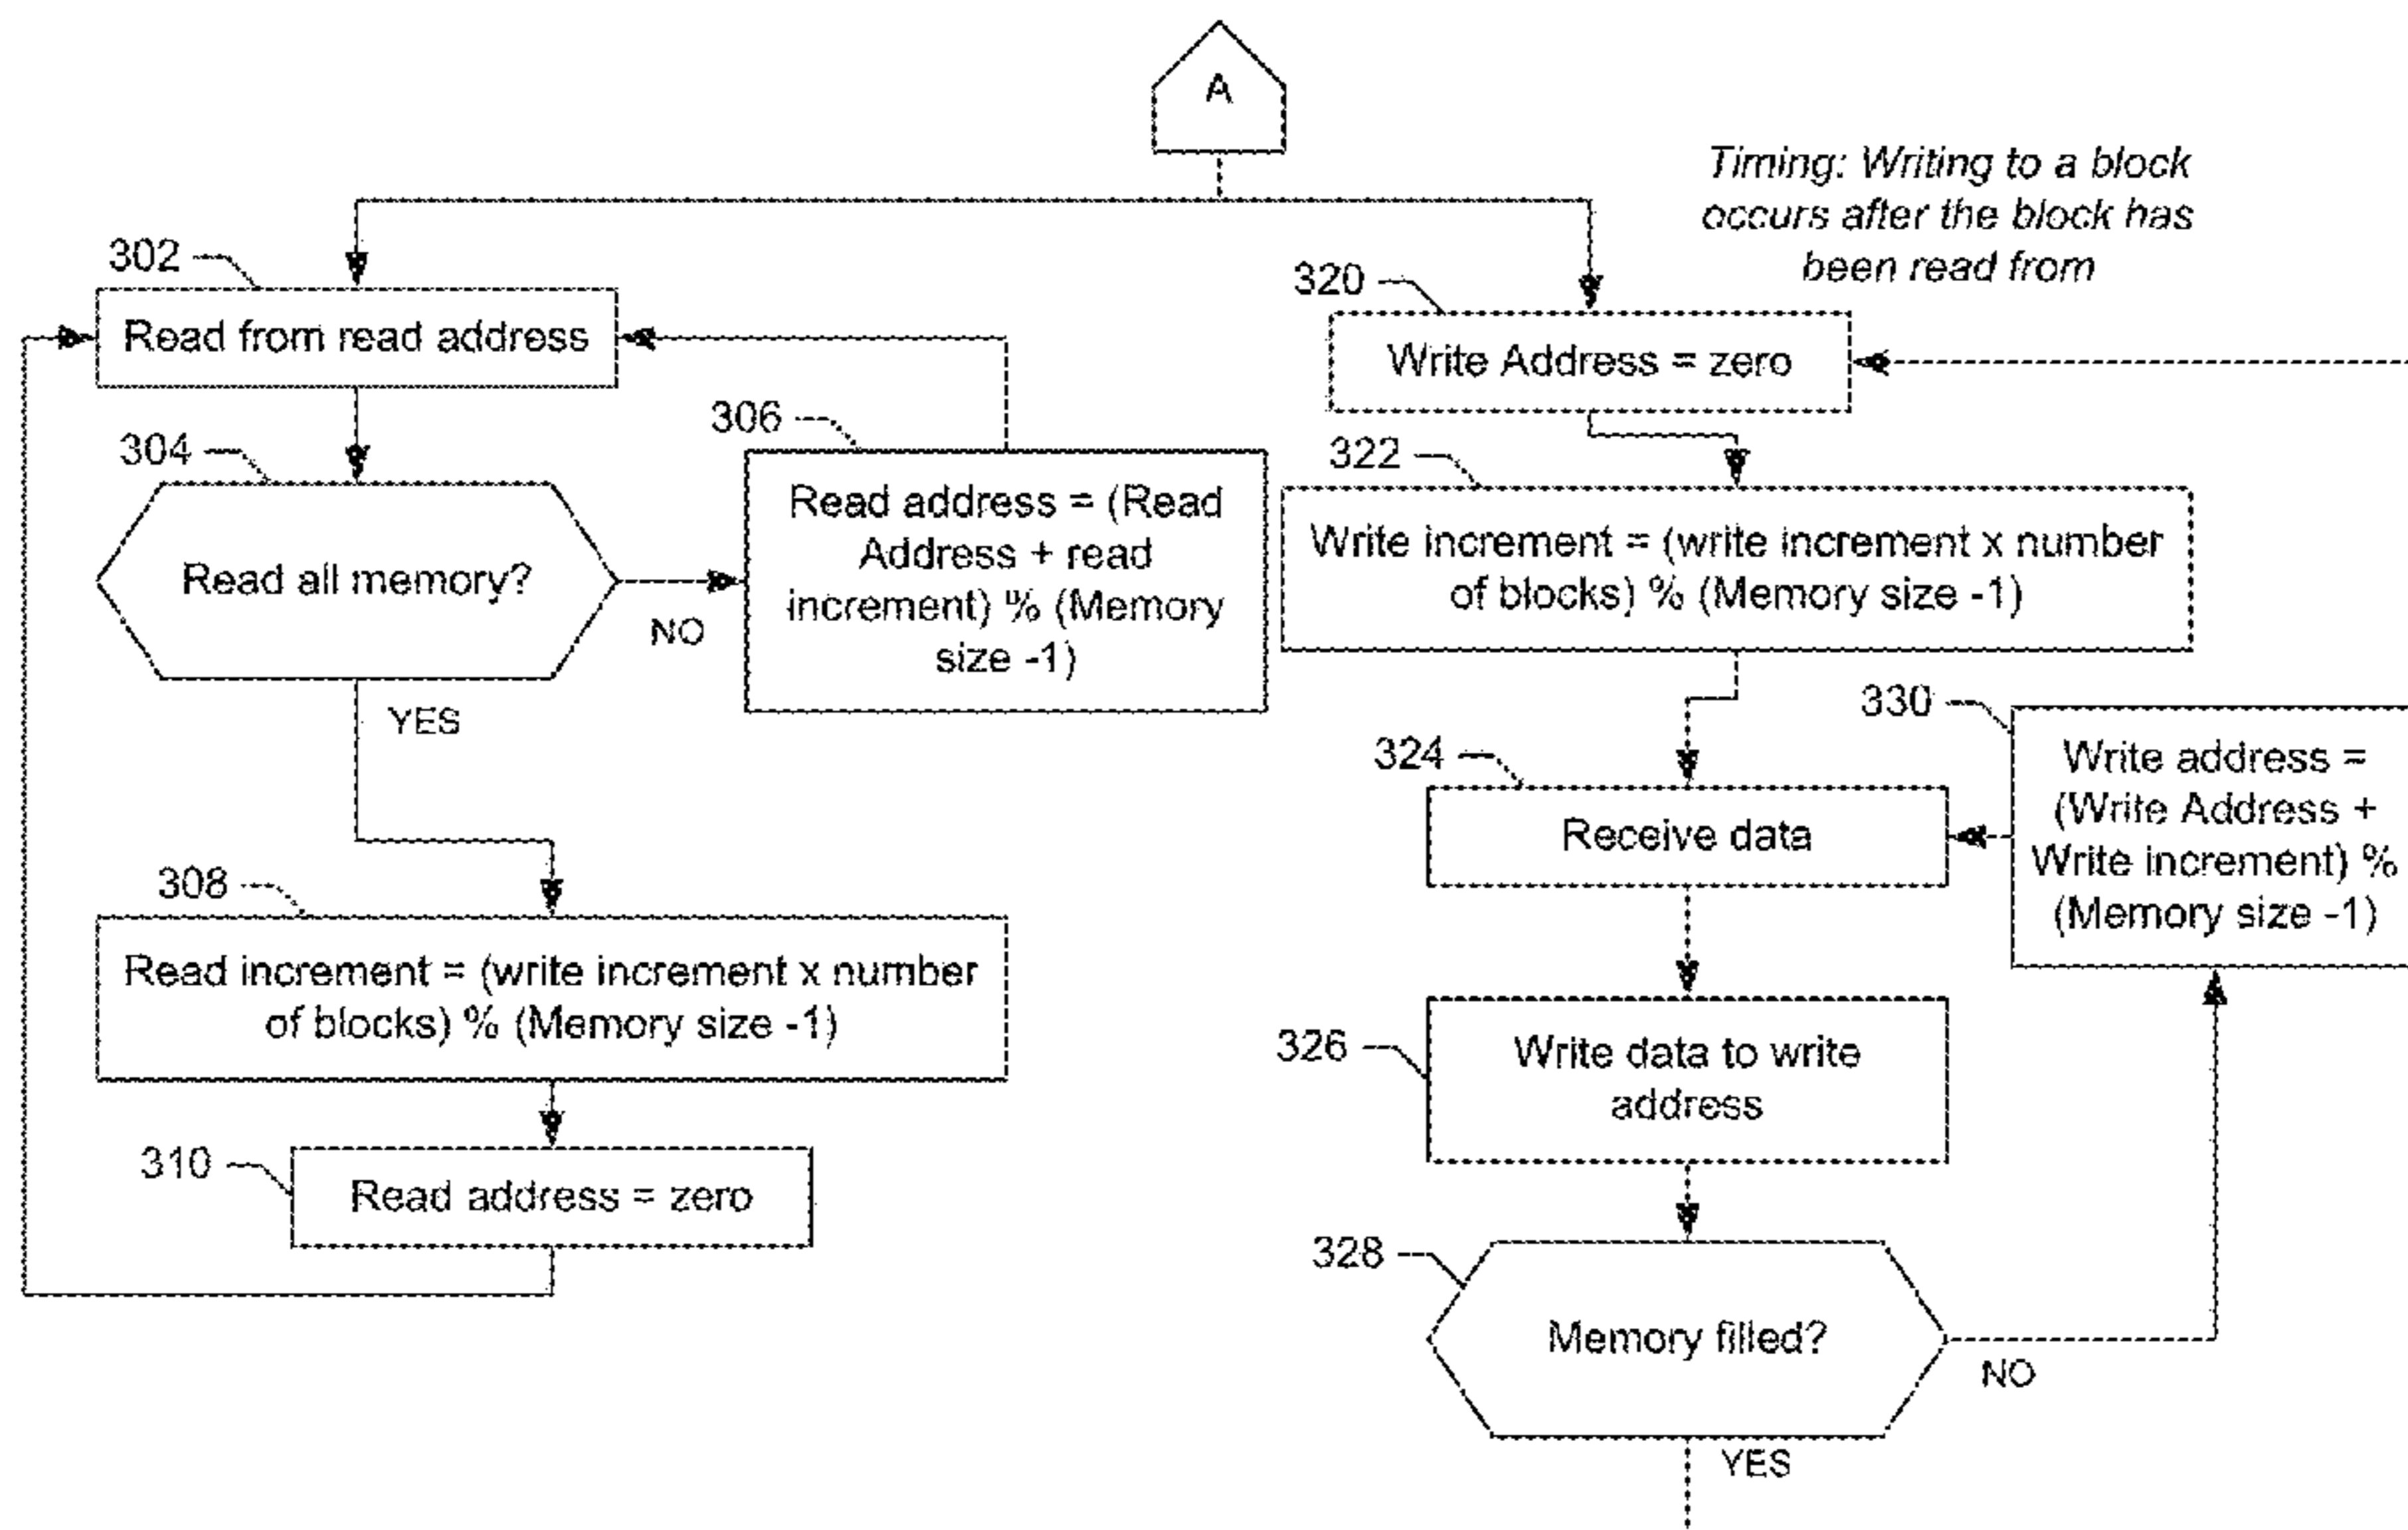 A
Timing: Writing to a block
occurs after the block has
been read from
302
Read from read address
304
Read all memory?
NO
YES
306
Read address = (Read
Address + read
increment) % (Memory
size -1)
308
Read increment = (write increment x number
of blocks) % (Memory size -1)
310
Read address = zero
320
Write Address = zero
322
Write increment = (write increment x number
of blocks) % (Memory size -1)
324
Receive data
330
Write address =
(Write Address +
Write increment) %
(Memory size -1)
326
Write data to write
address
328
Memory filled?
NO
YES